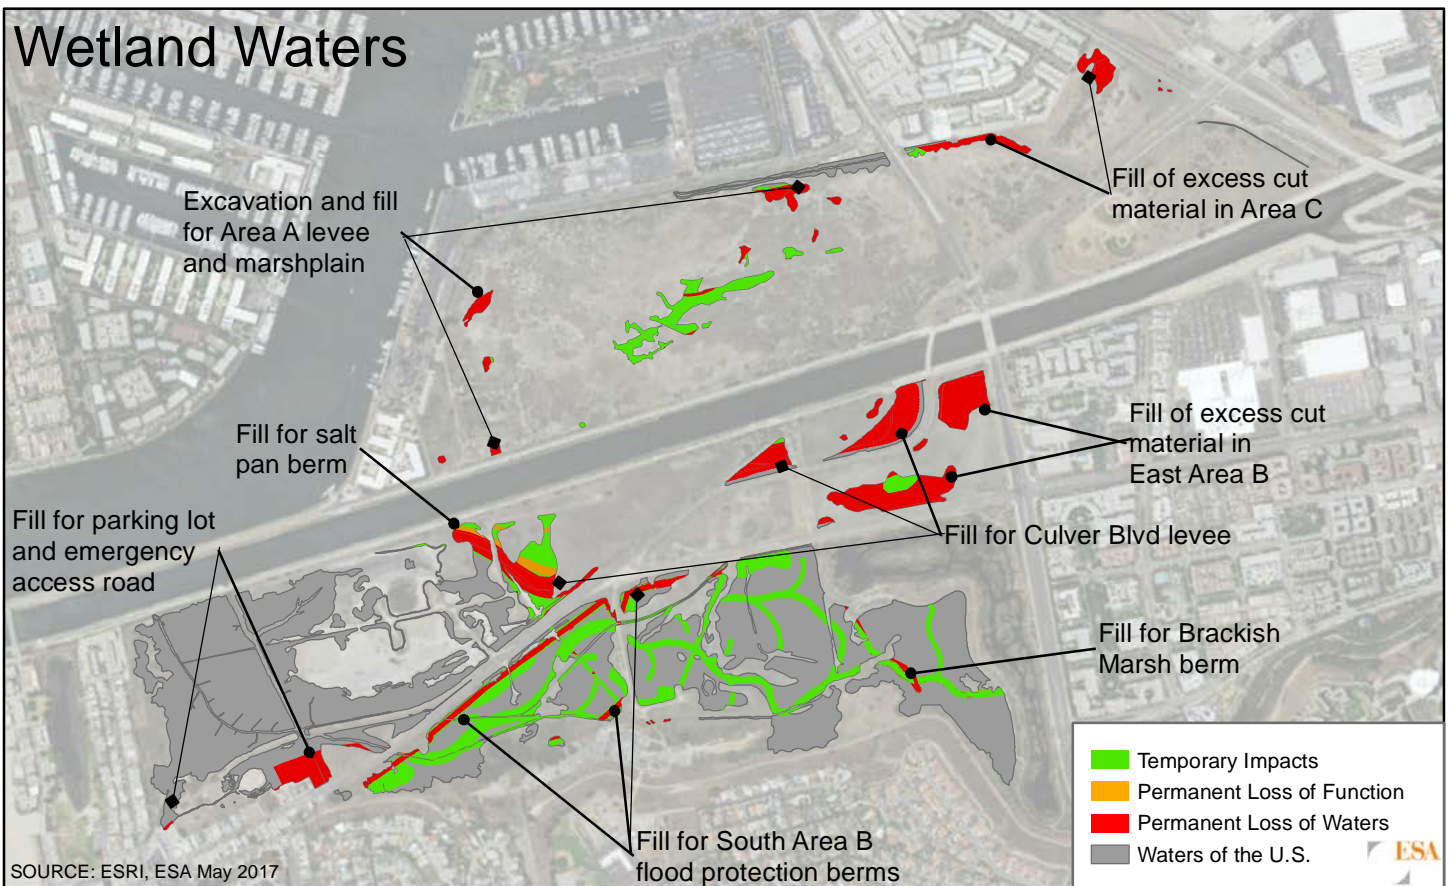 Wetland Waters
Excavation and fill
for Area A levee
and marshplain
Fill of excess cut
material in Area C
Fill for salt
pan berm
Fill of excess cut
material in
East Area B
Fill for parking lot
and emergency
access road
Fill for Culver Blvd levee
Fill for Brackish
Marsh berm
Fill for South Area B
flood protection berms
Temporary Impacts
Permanent Loss of Function
Permanent Loss of Waters
Waters of the U.S.
ESA
SOURCE: ESRI, ESA May 2017